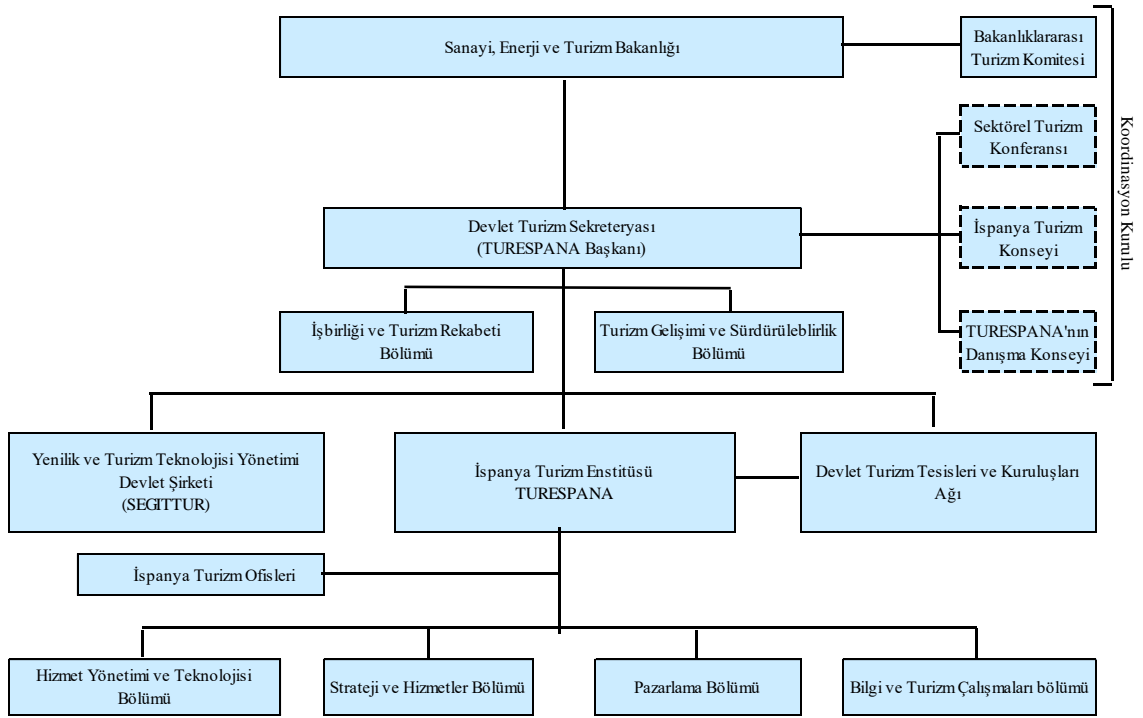 Sanayi, Enerji ve Turizm Bakanlığı
Bakanlıklararası
Turizm Komitesi
Koordinasyon Kurulu
Sektörel Turizm
Konferansı
Devlet Turizm Sekreteryası
(TURESPANA Başkanı)
İspanya Turizm
Konseyi
İşbirliği ve Turizm Rekabeti
Bölümü
Turizm Gelişimi ve Sürdürüleblirlik
Bölümü
TURESPANA'nın
Danışma Konseyi
Yenilik ve Turizm Teknolojisi Yönetimi
Devlet Şirketi
(SEGITTUR)
İspanya Turizm Enstitüsü
TURESPANA
Devlet Turizm Tesisleri ve Kuruluşları
Ağı
İspanya Turizm Ofisleri
Hizmet Yönetimi ve Teknolojisi
Bölümü
Strateji ve Hizmetler Bölümü
Pazarlama Bölümü
Bilgi ve Turizm Çalışmaları bölümü